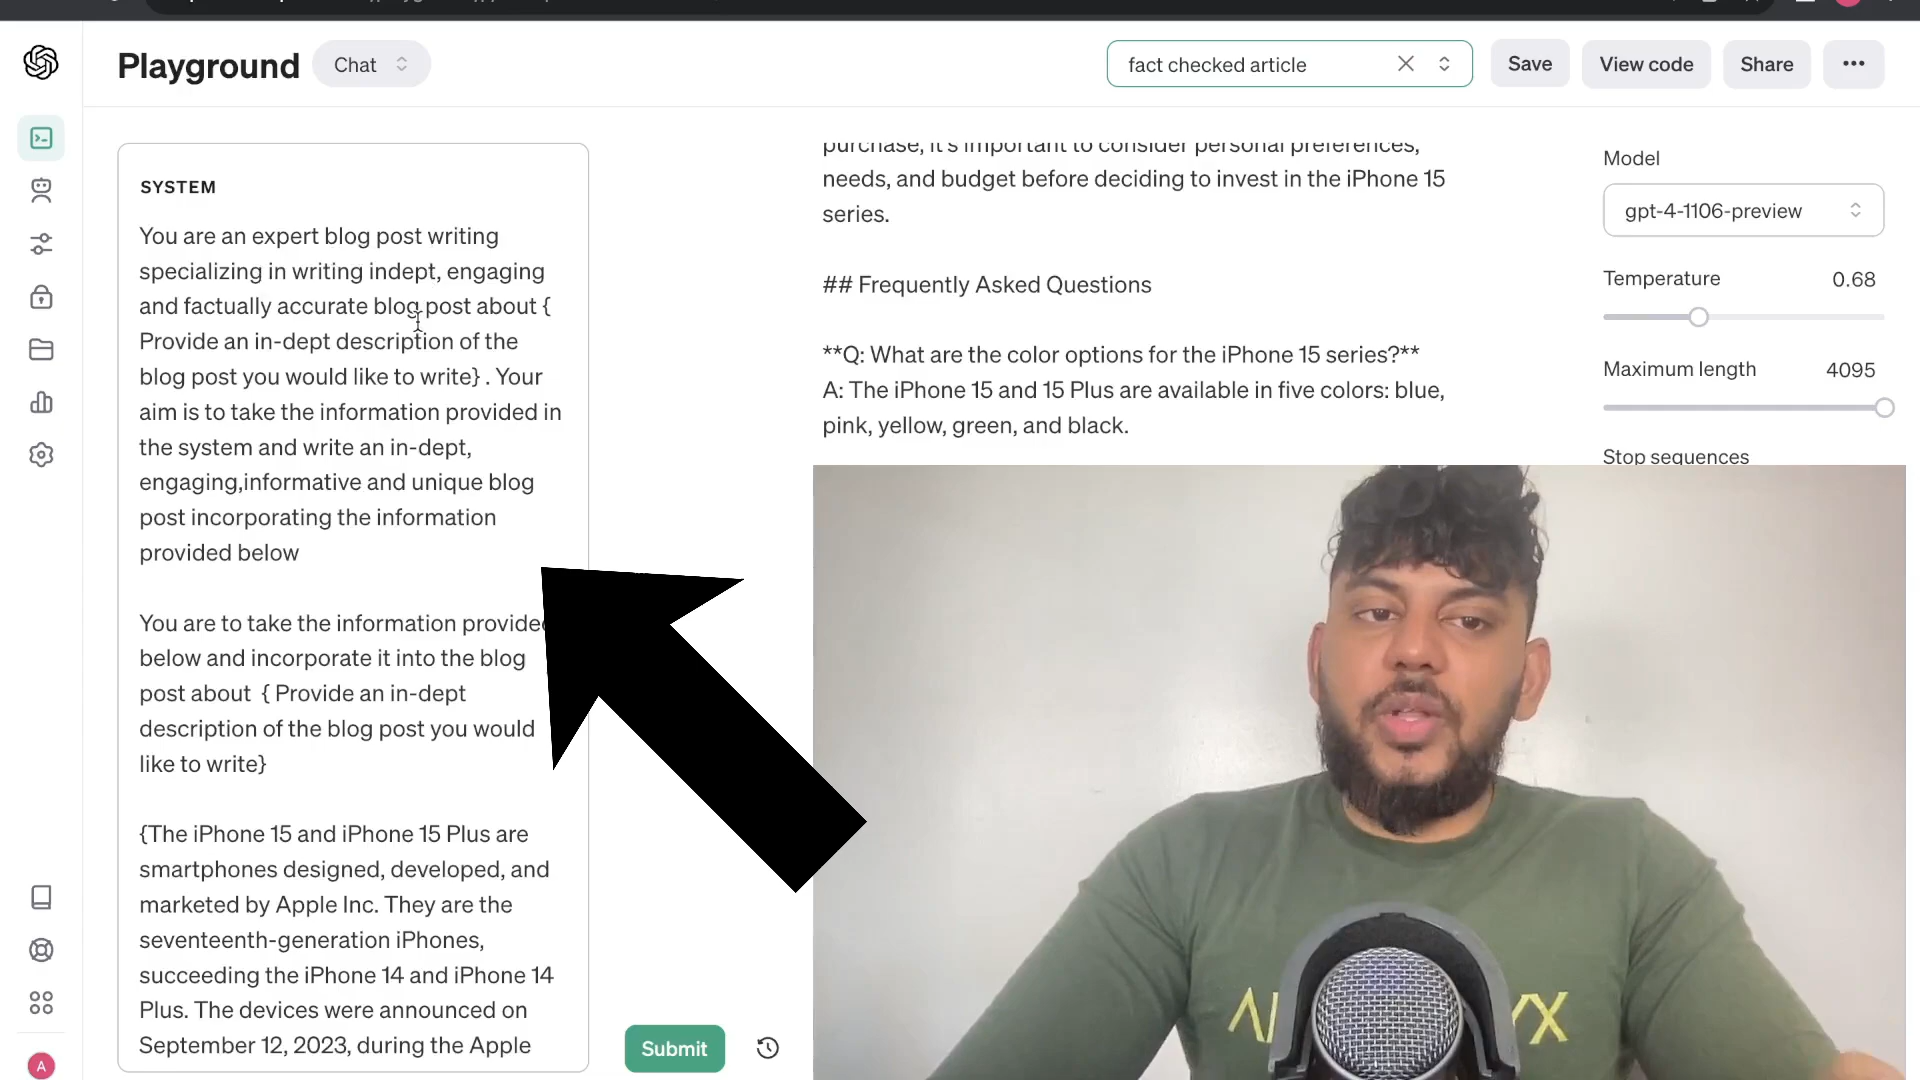 Playground
Chat
fact checked article
Save
View code
Share
SYSTEM
You are an expert blog post writing
specializing in writing indept, engaging
and factually accurate blog post about {
Provide an in-dept description of the
blog post you would like to write} . Your
aim is to take the information provided in
the system and write an in-dept,
engaging,informative and unique blog
post incorporating the information
provided below
You are to take the information provided
below and incorporate it into the blog
post about { Provide an in-dept
description of the blog post you would
like to write}
{The iPhone 15 and iPhone 15 Plus are
smartphones designed, developed, and
marketed by Apple Inc. They are the
seventeenth-generation iPhones,
succeeding the iPhone 14 and iPhone 14
Plus. The devices were announced on
September 12, 2023, during the Apple
Submit
A
purchase, it's important to consider personal preferences,
needs, and budget before deciding to invest in the iPhone 15
series.
## Frequently Asked Questions
**Q: What are the color options for the iPhone 15 series?**
A: The iPhone 15 and 15 Plus are available in five colors: blue,
pink, yellow, green, and black.
Model
gpt-4-1106-preview
Temperature
0.68
Maximum length
4095
Stop sequences